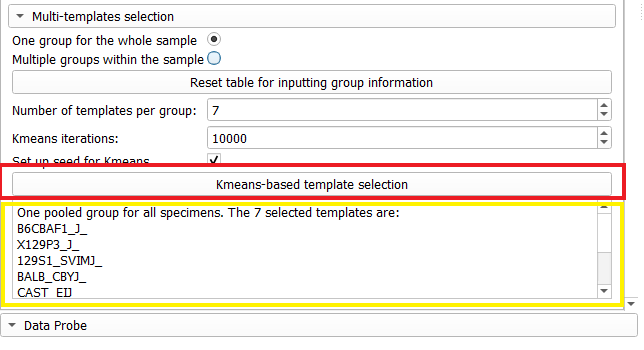 Multi-templates selection
One group for the whole sample
Multiple groups within the sample
Reset table for inputting group information
Number of templates per group: 7
Kmeans iterations: 10000
Set up seed for Kmeans
Kmeans-based template selection
One pooled group for all specimens. The 7 selected templates are:
B6CBAF1_J_
X129P3_J_
129S1_SVIMJ_
BALB_CBYJ_
CAST_EIJ
Data Probe